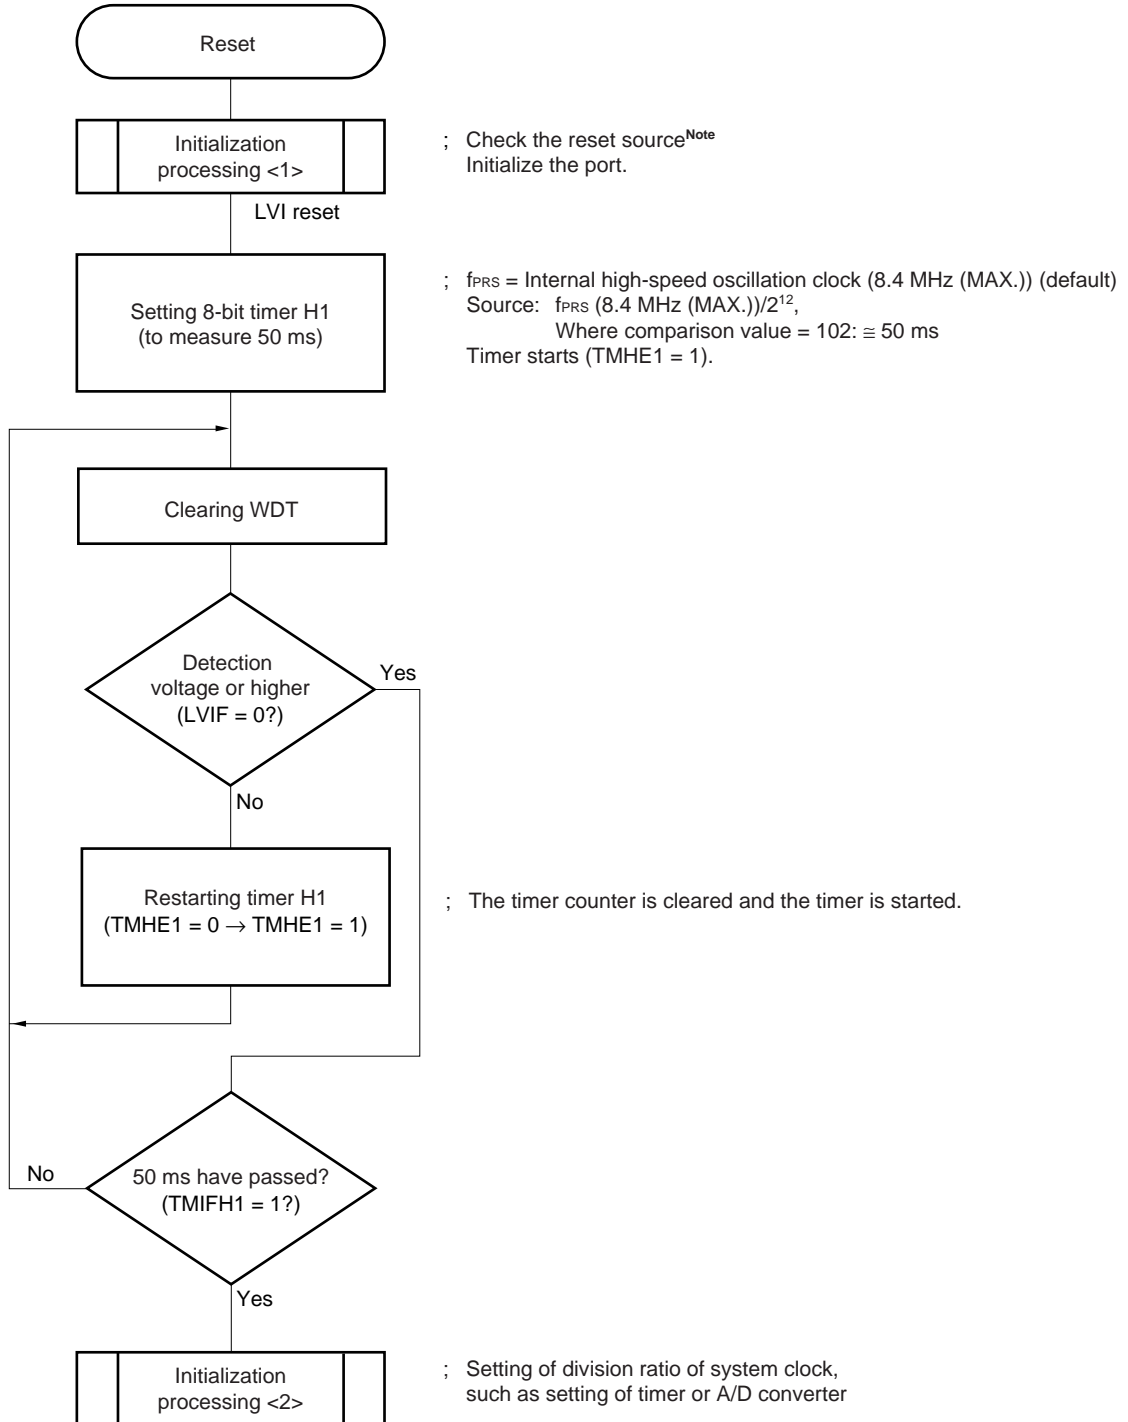 Reset
Initialization
processing <1>
; Check the reset sourceNote
Initialize the port.
LVI reset
Setting 8-bit timer H1
(to measure 50 ms)
; fPRS = Internal high-speed oscillation clock (8.4 MHz (MAX.)) (default)
Source: fPRS (8.4 MHz (MAX.))/2¹²,
Where comparison value = 102: ≅ 50 ms
Timer starts (TMHE1 = 1).
Clearing WDT
Detection
voltage or higher
(LVIF = 0?)
Yes
No
Restarting timer H1
(TMHE1 = 0 → TMHE1 = 1)
; The timer counter is cleared and the timer is started.
50 ms have passed?
(TMIFH1 = 1?)
No
Yes
Initialization
processing <2>
; Setting of division ratio of system clock,
such as setting of timer or A/D converter